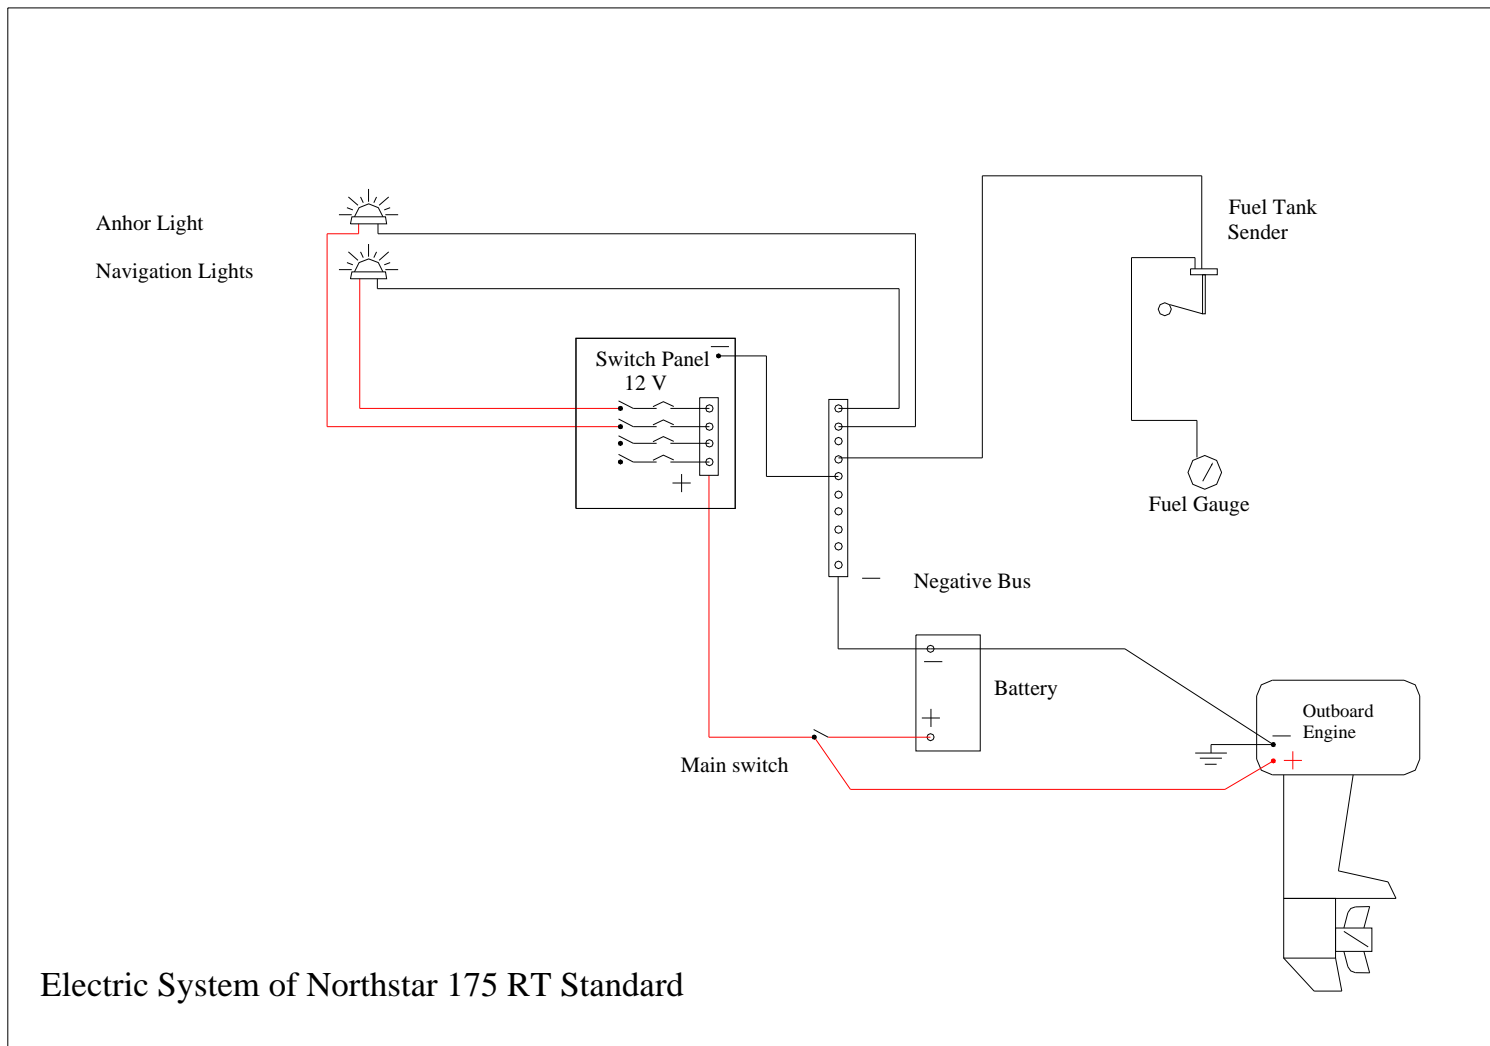 Anhor Light
Navigation Lights
Fuel Tank
Sender
Switch Panel
12 V
Fuel Gauge
Negative Bus
Battery
Main switch
Outboard
Engine
Electric System of Northstar 175 RT Standard